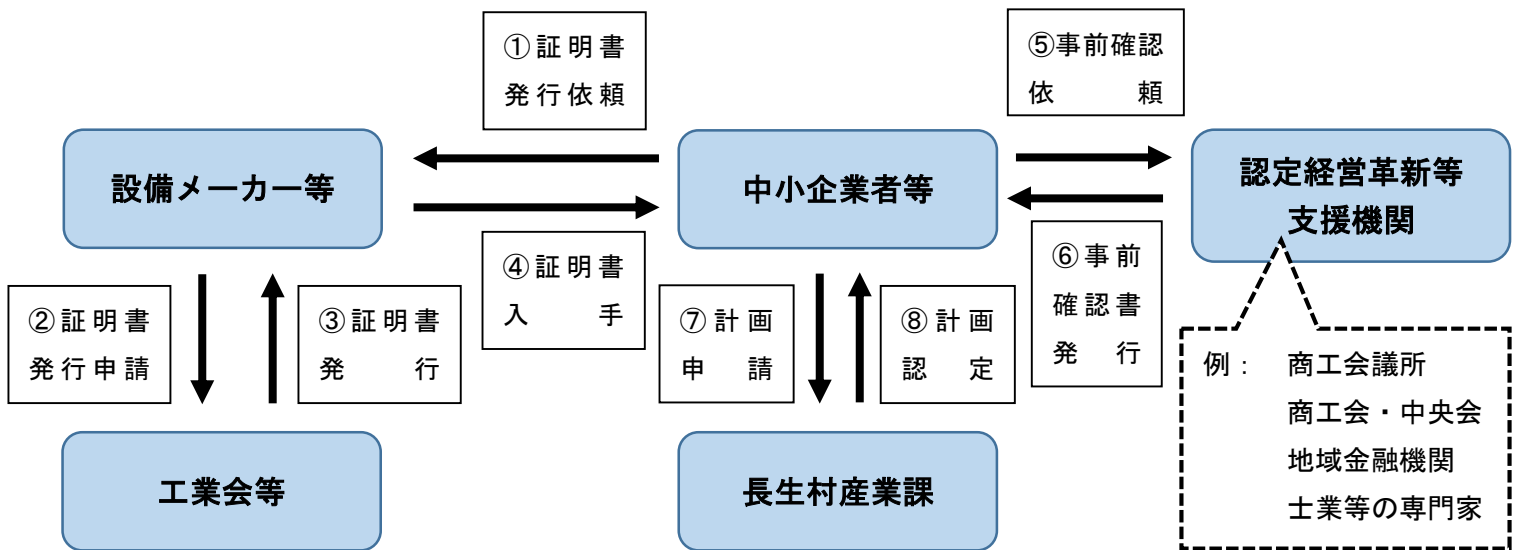 ①証明書
発行依頼
⑤事前確認
依頼
設備メーカー等
中小企業者等
認定経営革新等
支援機関
②証明書
発行申請
③証明書
発行
④証明書
入手
⑦計画
申請
⑧計画
認定
⑥事前
確認書
発行
工業会等
長生村産業課
例： 商工会議所
商工会・中央会
地域金融機関
士業等の専門家